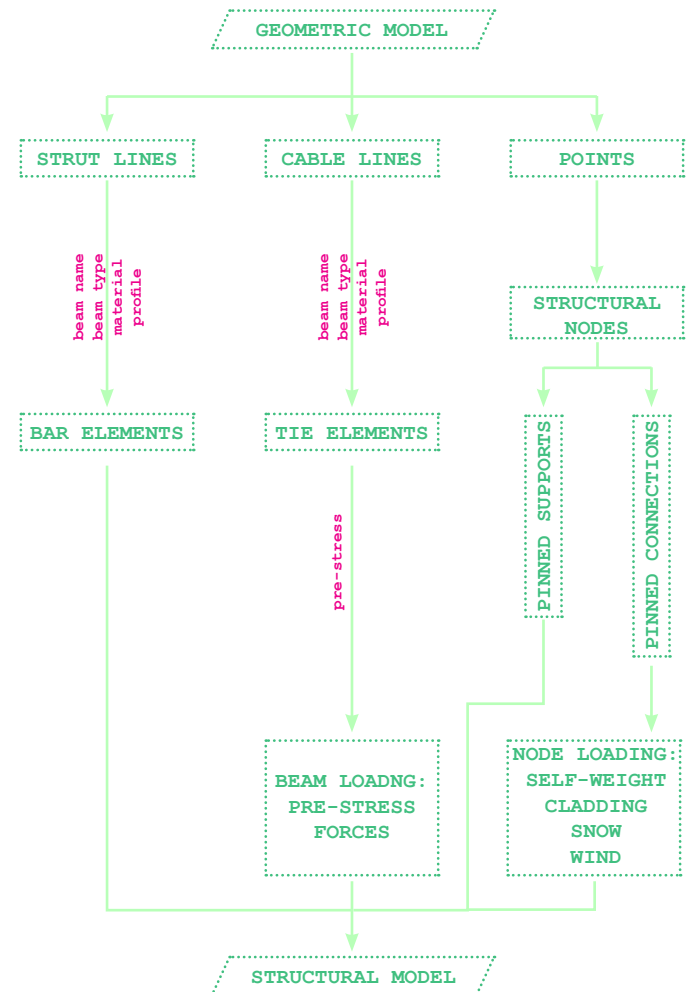 GEOMETRIC MODEL
STRUT LINES
CABLE LINES
POINTS
beam name
beam type
material
profile
beam name
beam type
material
profile
STRUCTURAL
NODES
BAR ELEMENTS
TIE ELEMENTS
PINNED SUPPORTS
PINNED CONNECTIONS
pre-stress
BEAM LOADNG:
PRE-STRESS
FORCES
NODE LOADING:
SELF-WEIGHT
CLADDING
SNOW
WIND
STRUCTURAL MODEL